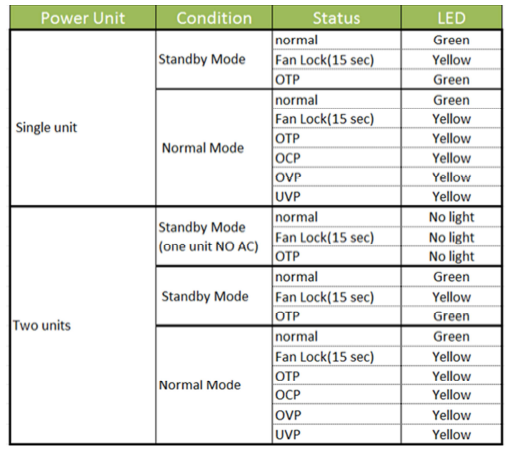 Power Unit Condition Status LED
Single unit Standby Mode normal Green
Fan Lock(15 sec) Yellow
OTP Green
Normal Mode normal Green
Fan Lock(15 sec) Yellow
OTP Yellow
OCP Yellow
OVP Yellow
UVP Yellow
Two units Standby Mode (one unit NO AC) normal No light
Fan Lock(15 sec) No light
OTP No light
Standby Mode normal Green
Fan Lock(15 sec) Yellow
OTP Green
Normal Mode normal Green
Fan Lock(15 sec) Yellow
OTP Yellow
OCP Yellow
OVP Yellow
UVP Yellow